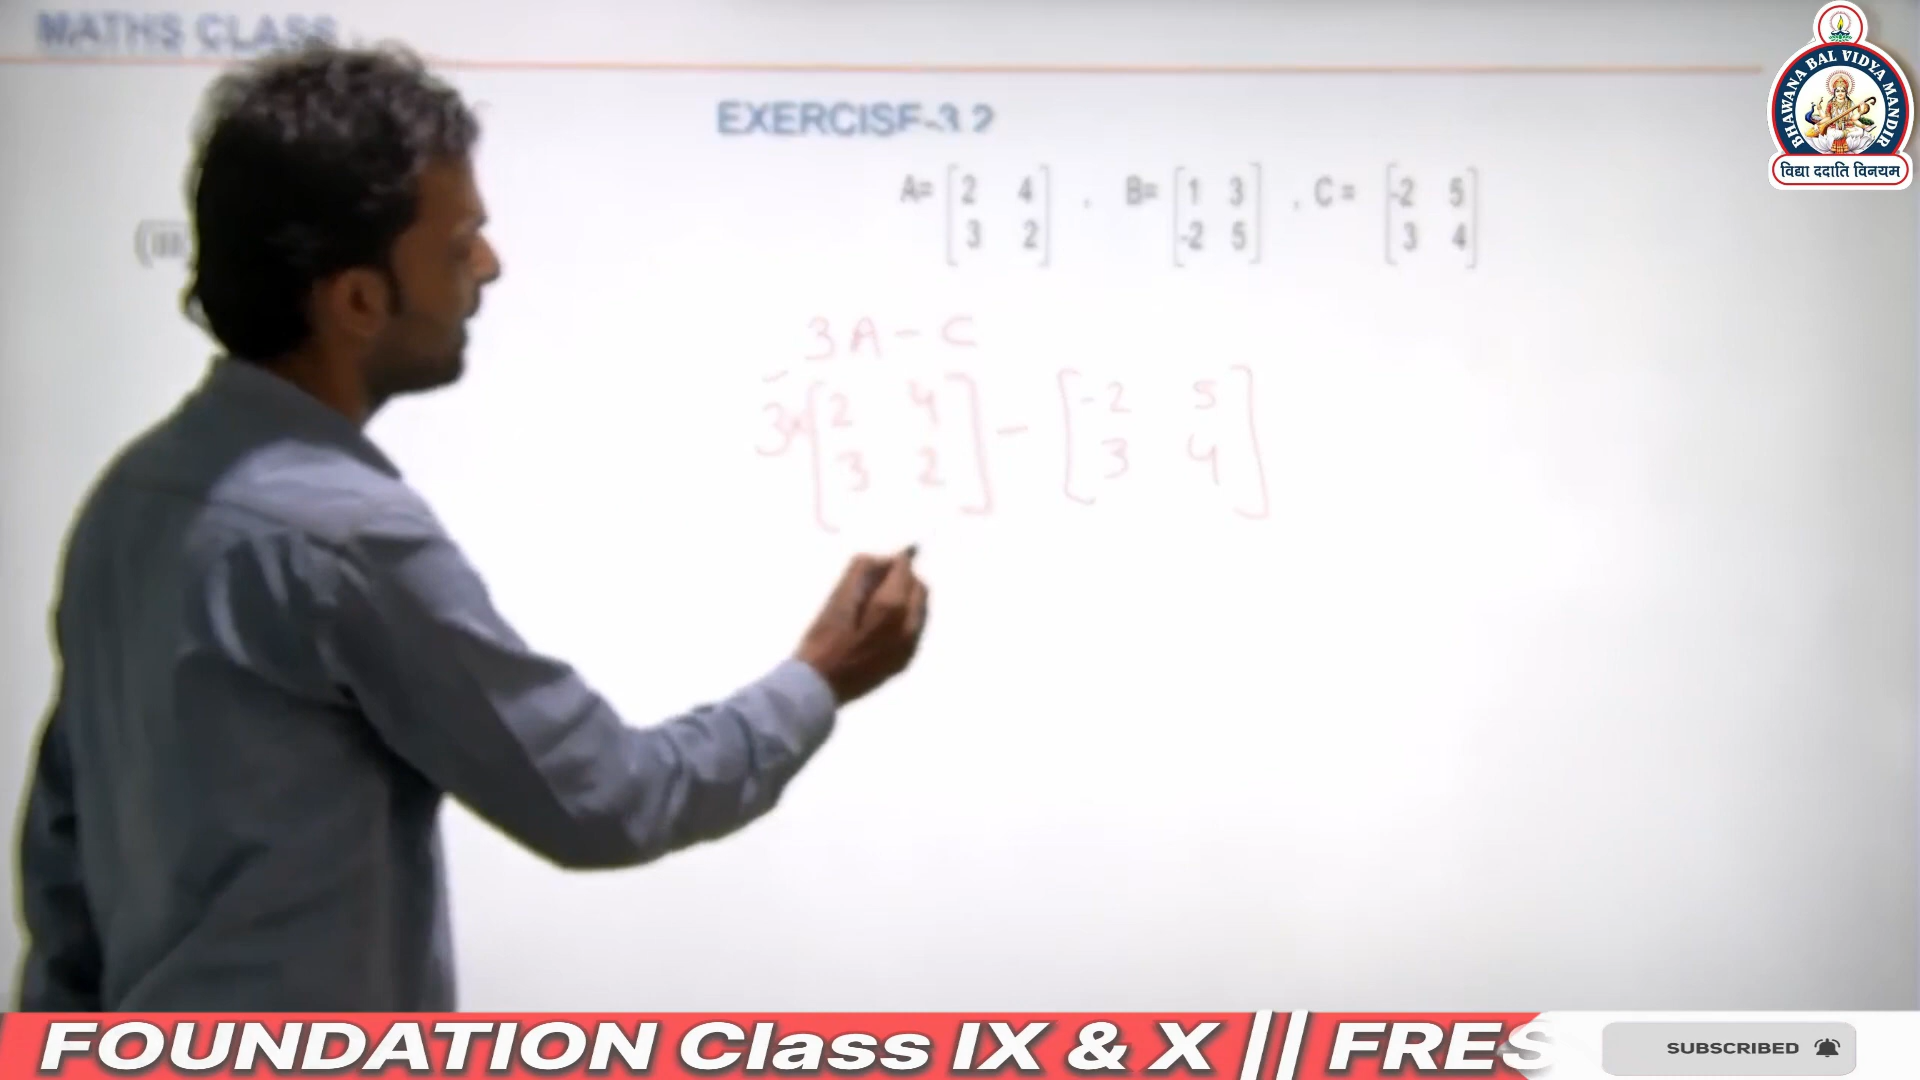 MATHS CLASS
BHAWANA BAL VIDYA MANDIR
विद्या ददाति विनयम
EXERCISE-3.2
(iii)
A= [2 4 , B= [1 3] , C = [-2 5]
3 2] [-2 5] [3 4]
3A - C
3×[2 4] - [-2 5]
[3 2] [3 4]
FOUNDATION Class IX & X || FRES
SUBSCRIBED